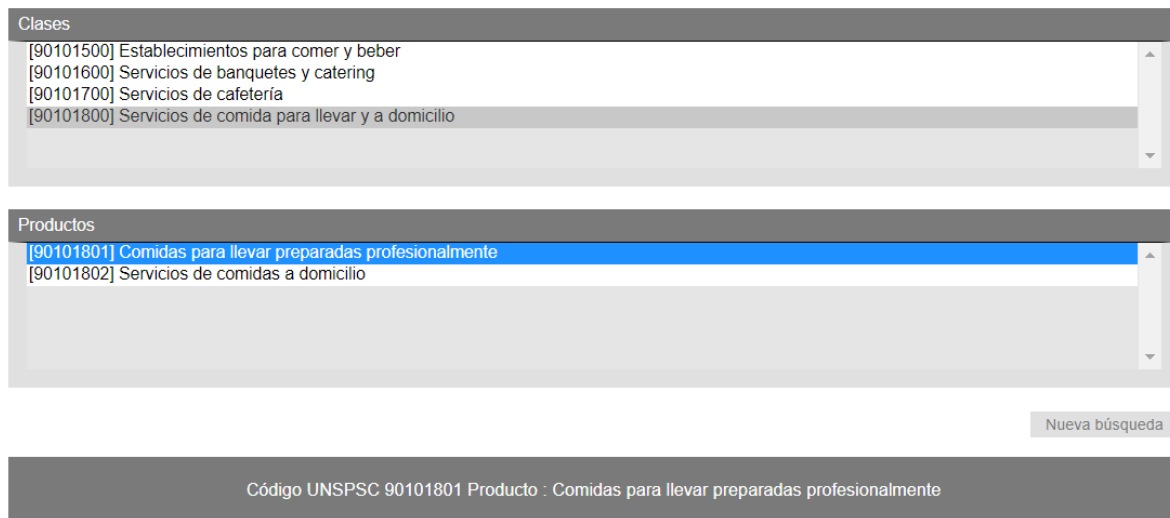 Clases
[90101500] Establecimientos para comer y beber
[90101600] Servicios de banquetes y catering
[90101700] Servicios de cafetería
[90101800] Servicios de comida para llevar y a domicilio
Productos
[90101801] Comidas para llevar preparadas profesionalmente
[90101802] Servicios de comidas a domicilio
Nueva búsqueda
Código UNSPSC 90101801 Producto : Comidas para llevar preparadas profesionalmente